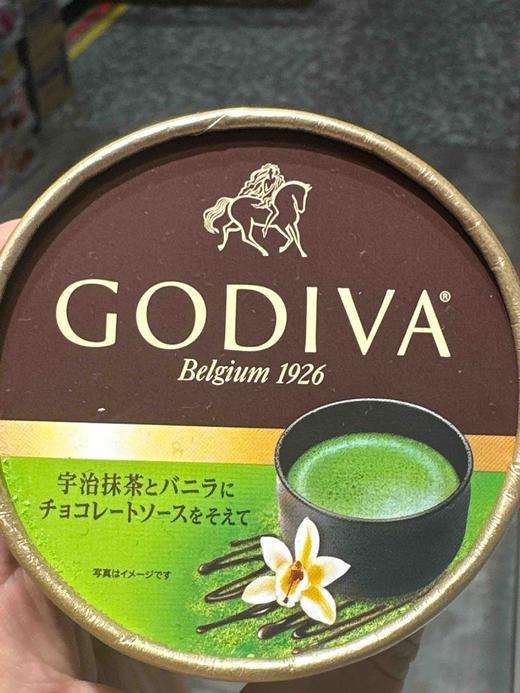 GODIVA®
Belgium 1926
宇治抹茶とバニラに
チョコレートソースをそえて
写真はイメージです